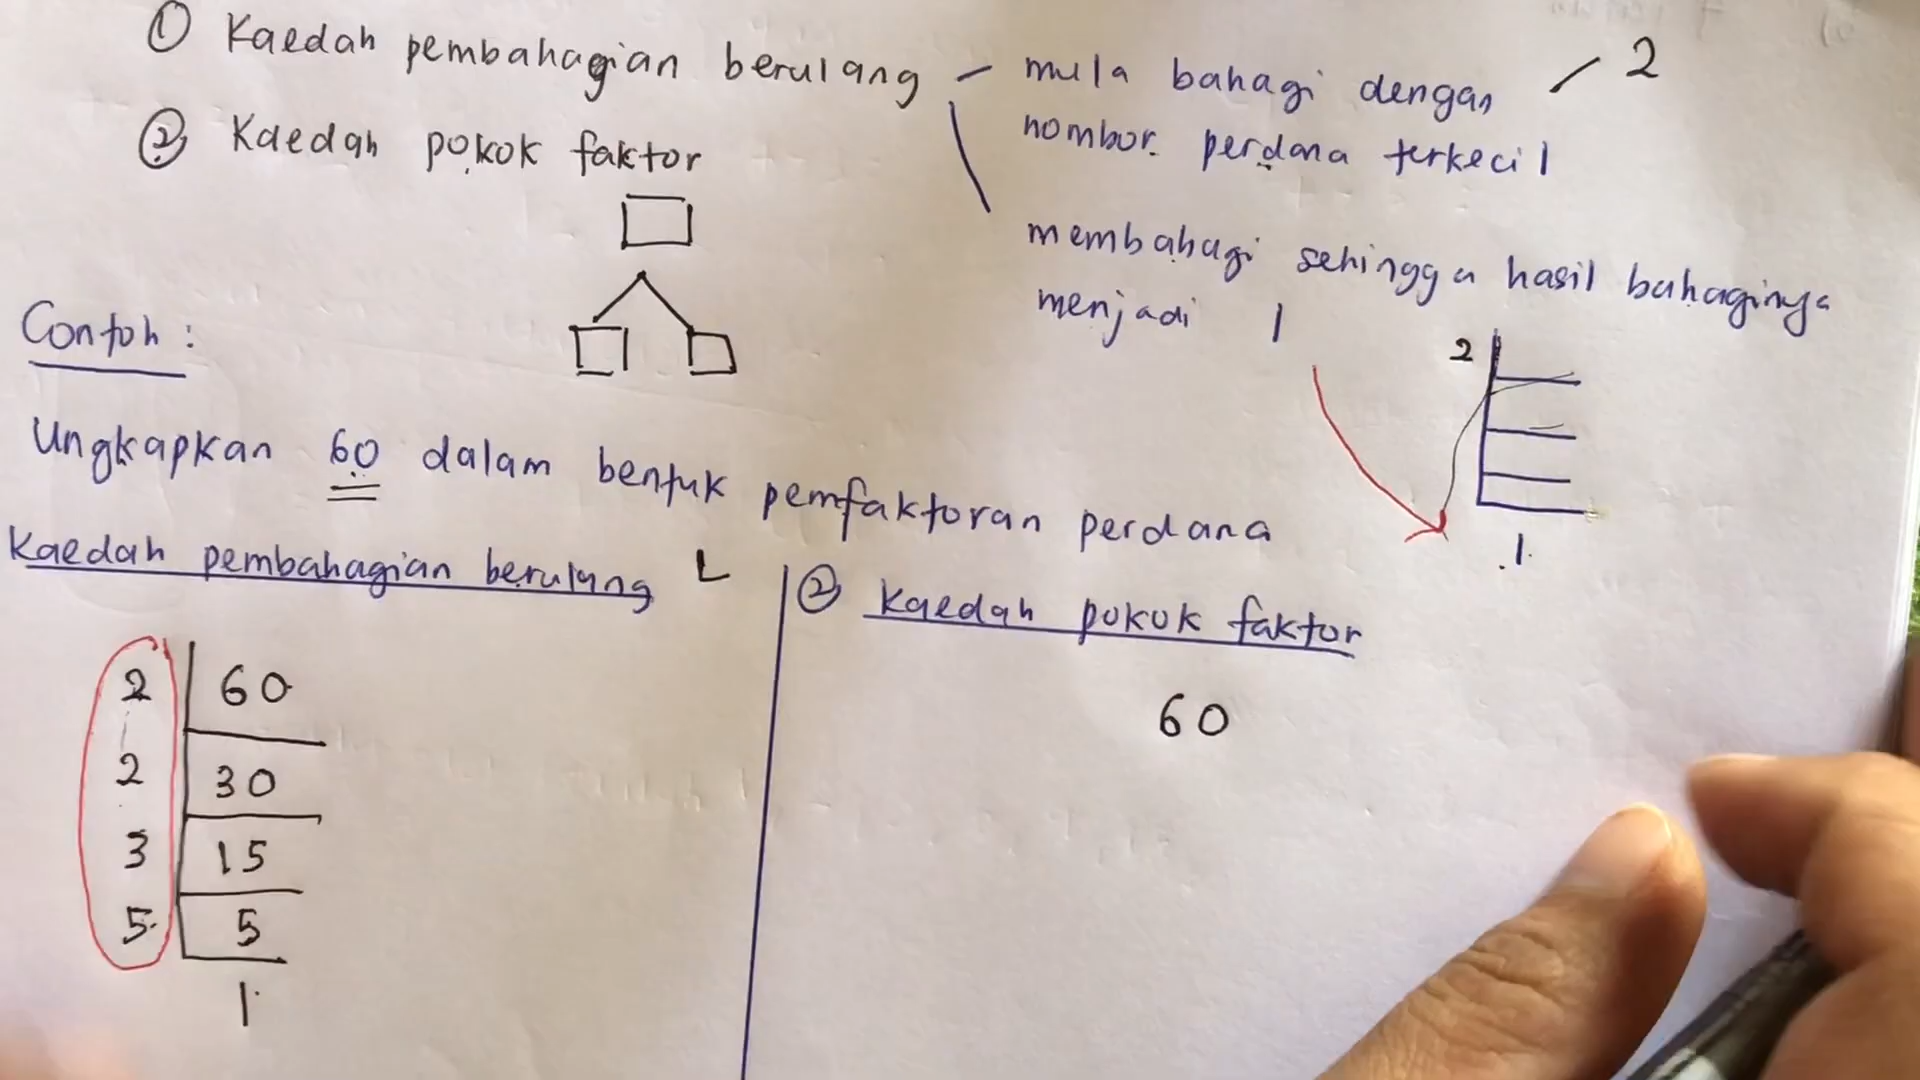 ① Kaedah pembahagian berulang — mula bahagi dengan / 2
nombor perdana terkecil
② Kaedah pokok faktor
membahagi sehingga hasil bahaginya
menjadi 1
2
1
Contoh :
Ungkapkan 60 dalam bentuk pemfaktoran perdana
Kaedah pembahagian berulang
2 60
2 30
3 15
5 5
1
② Kaedah pokok faktor
60